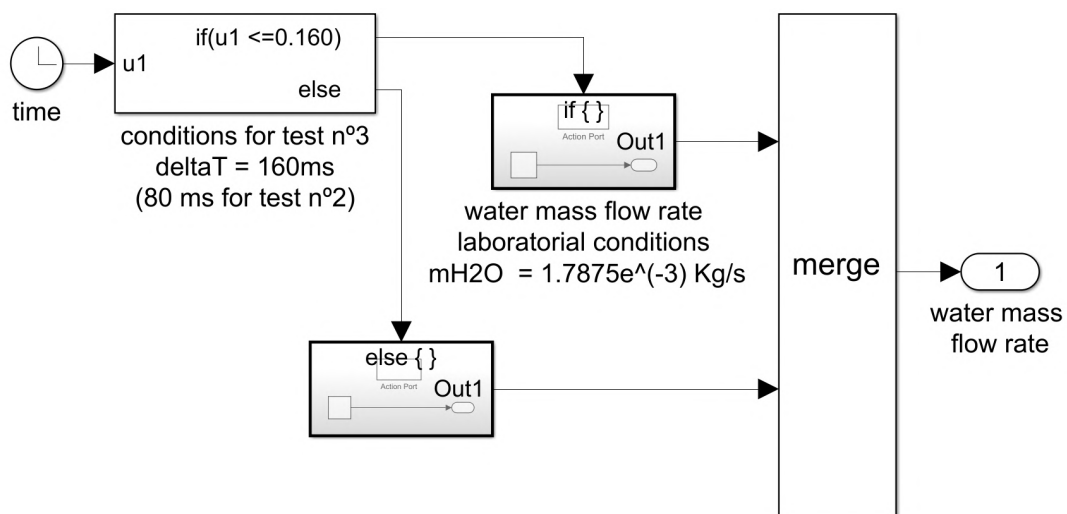 if(u1 <=0.160)
u1
else
time
conditions for test nº3
deltaT = 160ms
(80 ms for test nº2)
if { }
Action Port
Out1
water mass flow rate
laboratorial conditions
mH2O = 1.7875e^(-3) Kg/s
merge
1
water mass
flow rate
else { }
Action Port
Out1